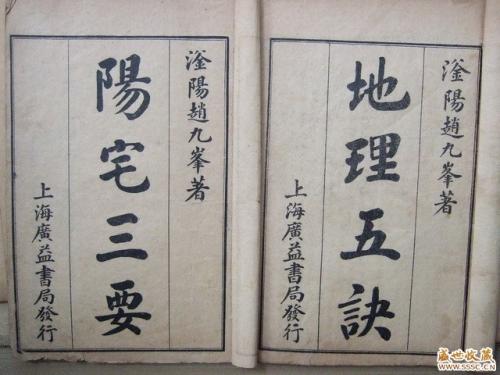 滏陽趙九峯著
地理五訣
上海廣益書局發行
滏陽趙九峯著
陽宅三要
上海廣益書局發行
盛世收藏
www.sssc.cn